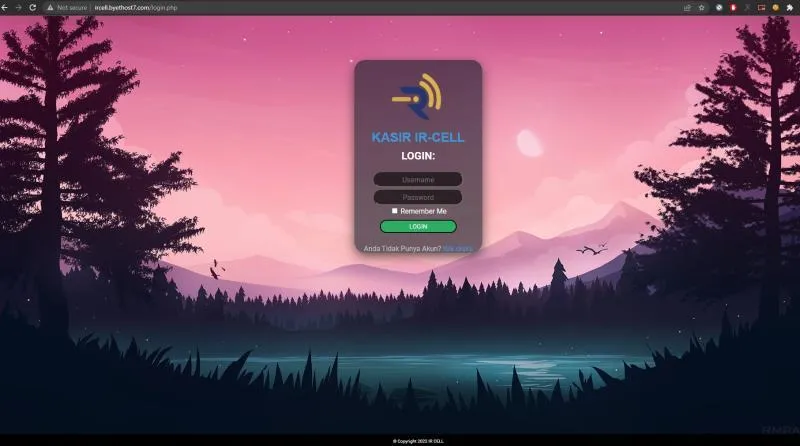 Not secure | ircell.byethost7.com/login.php
KASIR IR-CELL
LOGIN:
Username
Password
Remember Me
LOGIN
Anda Tidak Punya Akun?
© Copyright 2022 IR CELL